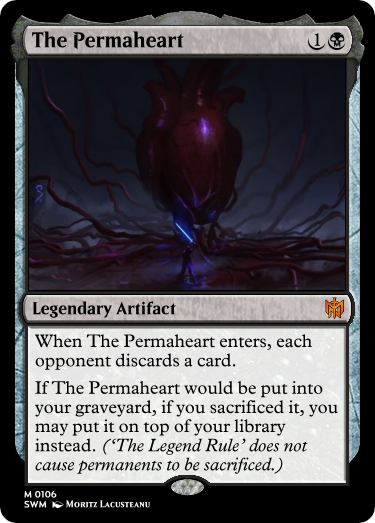 The Permaheart 1
Legendary Artifact
When The Permaheart enters, each
opponent discards a card.
If The Permaheart would be put into
your graveyard, if you sacrificed it, you
may put it on top of your library
instead. (‘The Legend Rule’ does not
cause permanents to be sacrificed.)
M 0106
SWM Moritz Lacusteanu